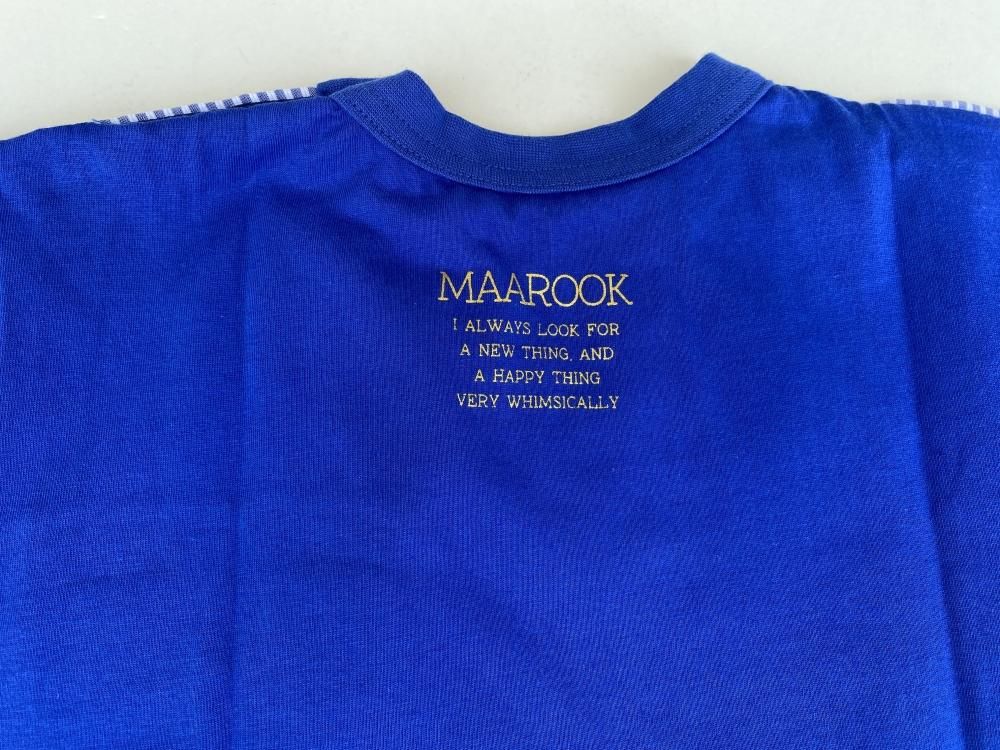 MAAROOK
I ALWAYS LOOK FOR
A NEW THING, AND
A HAPPY THING
VERY WHIMSICALLY